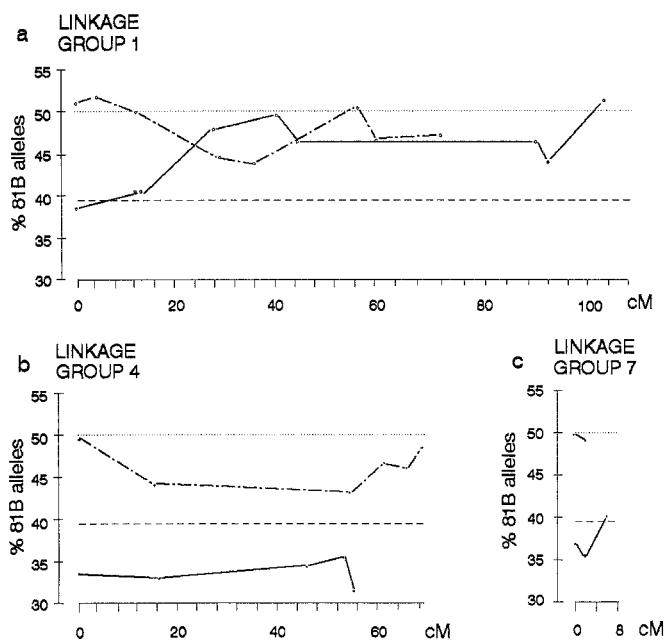 a
LINKAGE
GROUP 1
% 81B alleles
55
50
45
40
35
30
0 20 40 60 80 100 cM
b
LINKAGE
GROUP 4
% 81B alleles
55
50
45
40
35
30
0 20 40 60 cM
c
LINKAGE
GROUP 7
% 81B alleles
55
50
45
40
35
30
0 8 cM